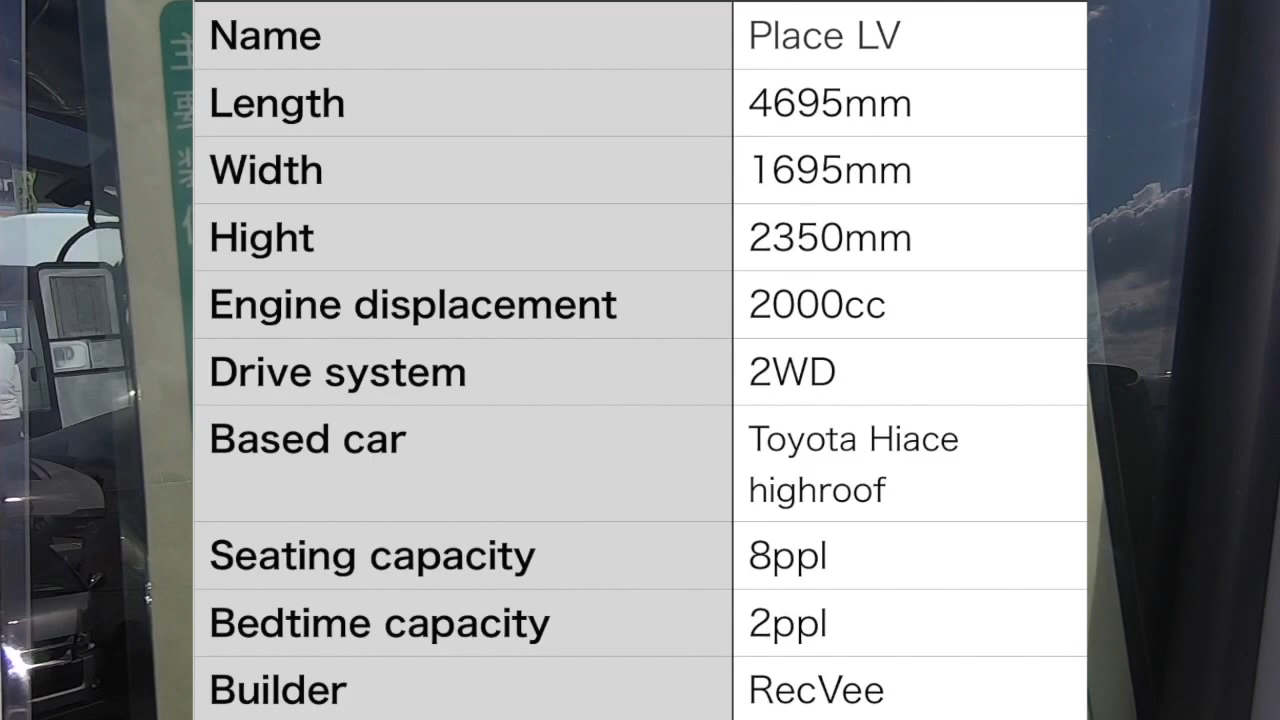 Name Place LV
Length 4695mm
Width 1695mm
Hight 2350mm
Engine displacement 2000cc
Drive system 2WD
Based car Toyota Hiace
highroof
Seating capacity 8ppl
Bedtime capacity 2ppl
Builder RecVee